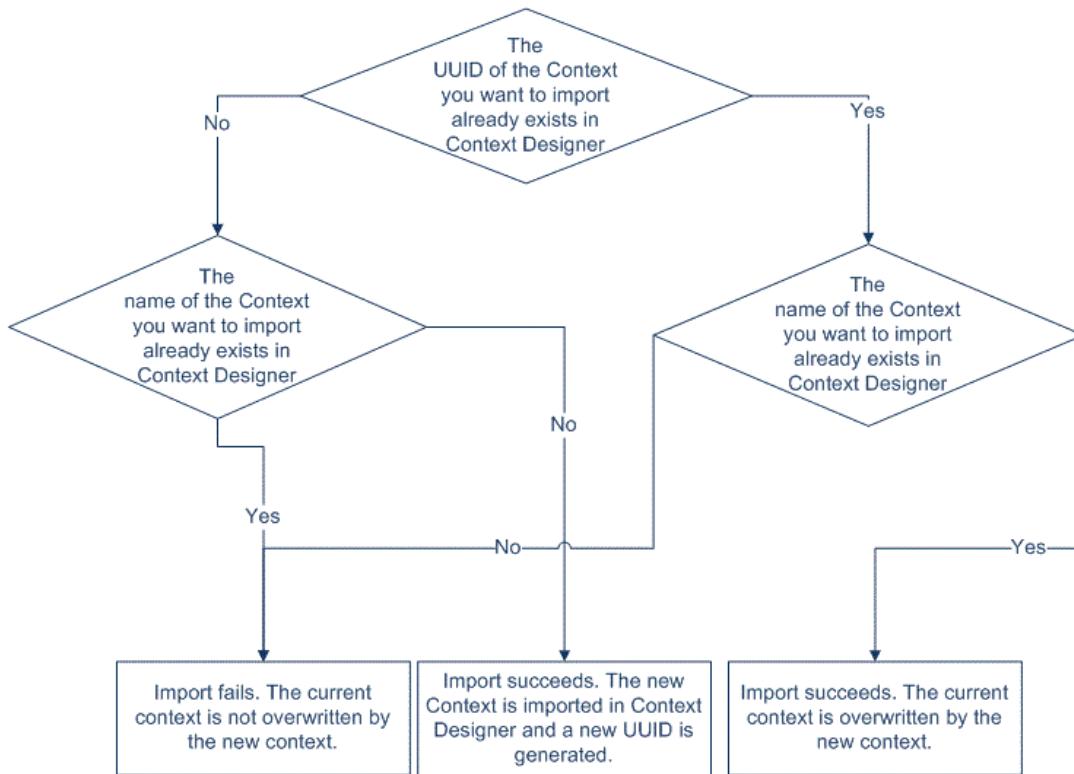 The
UUID of the Context
you want to import
already exists in
Context Designer
No
Yes
The
name of the Context
you want to import
already exists in
Context Designer
The
name of the Context
you want to import
already exists in
Context Designer
No
Yes
No
Yes
Import fails. The current
context is not overwritten by
the new context.
Import succeeds. The new
Context is imported in Context
Designer and a new UUID is
generated.
Import succeeds. The current
context is overwritten by the
new context.